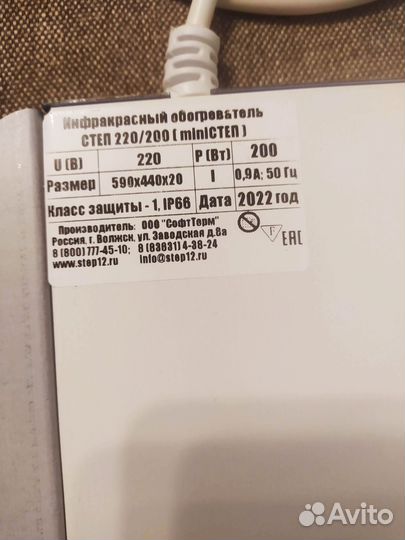 Инфракрасный обогреватель
СТЕП 220/200 ( miniСТЕП )
U (В) 220 P (Вт) 200
Размер 590х440х20 I 0,9А; 50 Гц
Класс защиты - 1, IP66 Дата 2022 год
Производитель: ООО "СофтТерм"
Россия, г. Волжск, ул. Заводская д.8а
8 (800) 777-45-10; 8 (83631) 4-38-24
www.step12.ru info@step12.ru
F EAC
Avito